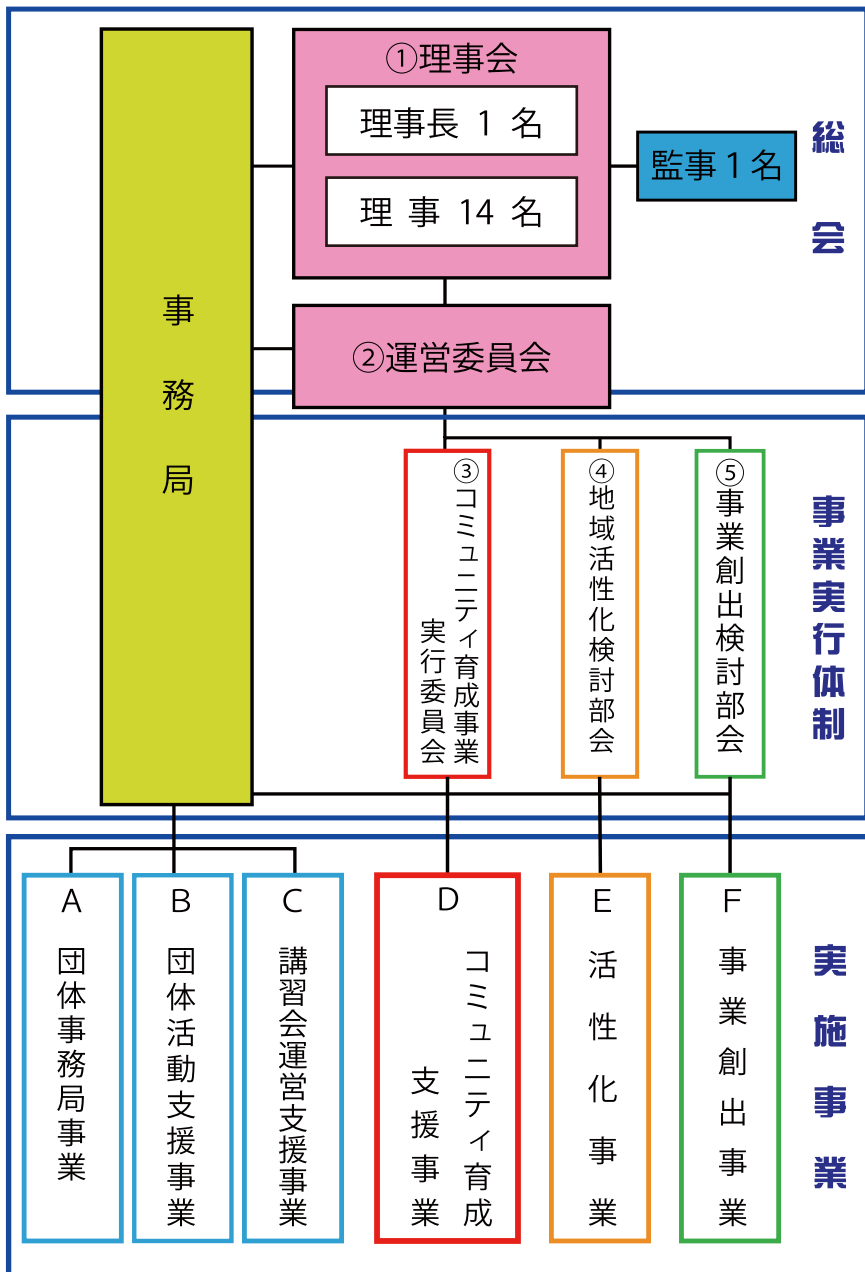 総会
①理事会
理事長 1 名
理 事 14 名
監事 1 名
②運営委員会
事務局
事業実行体制
③コミュニティ育成事業
実行委員会
④地域活性化検討部会
⑤事業創出検討部会
実施事業
A
団体事務局事業
B
団体活動支援事業
C
講習会運営支援事業
D
コミュニティ育成
支援事業
E
活性化事業
F
事業創出事業